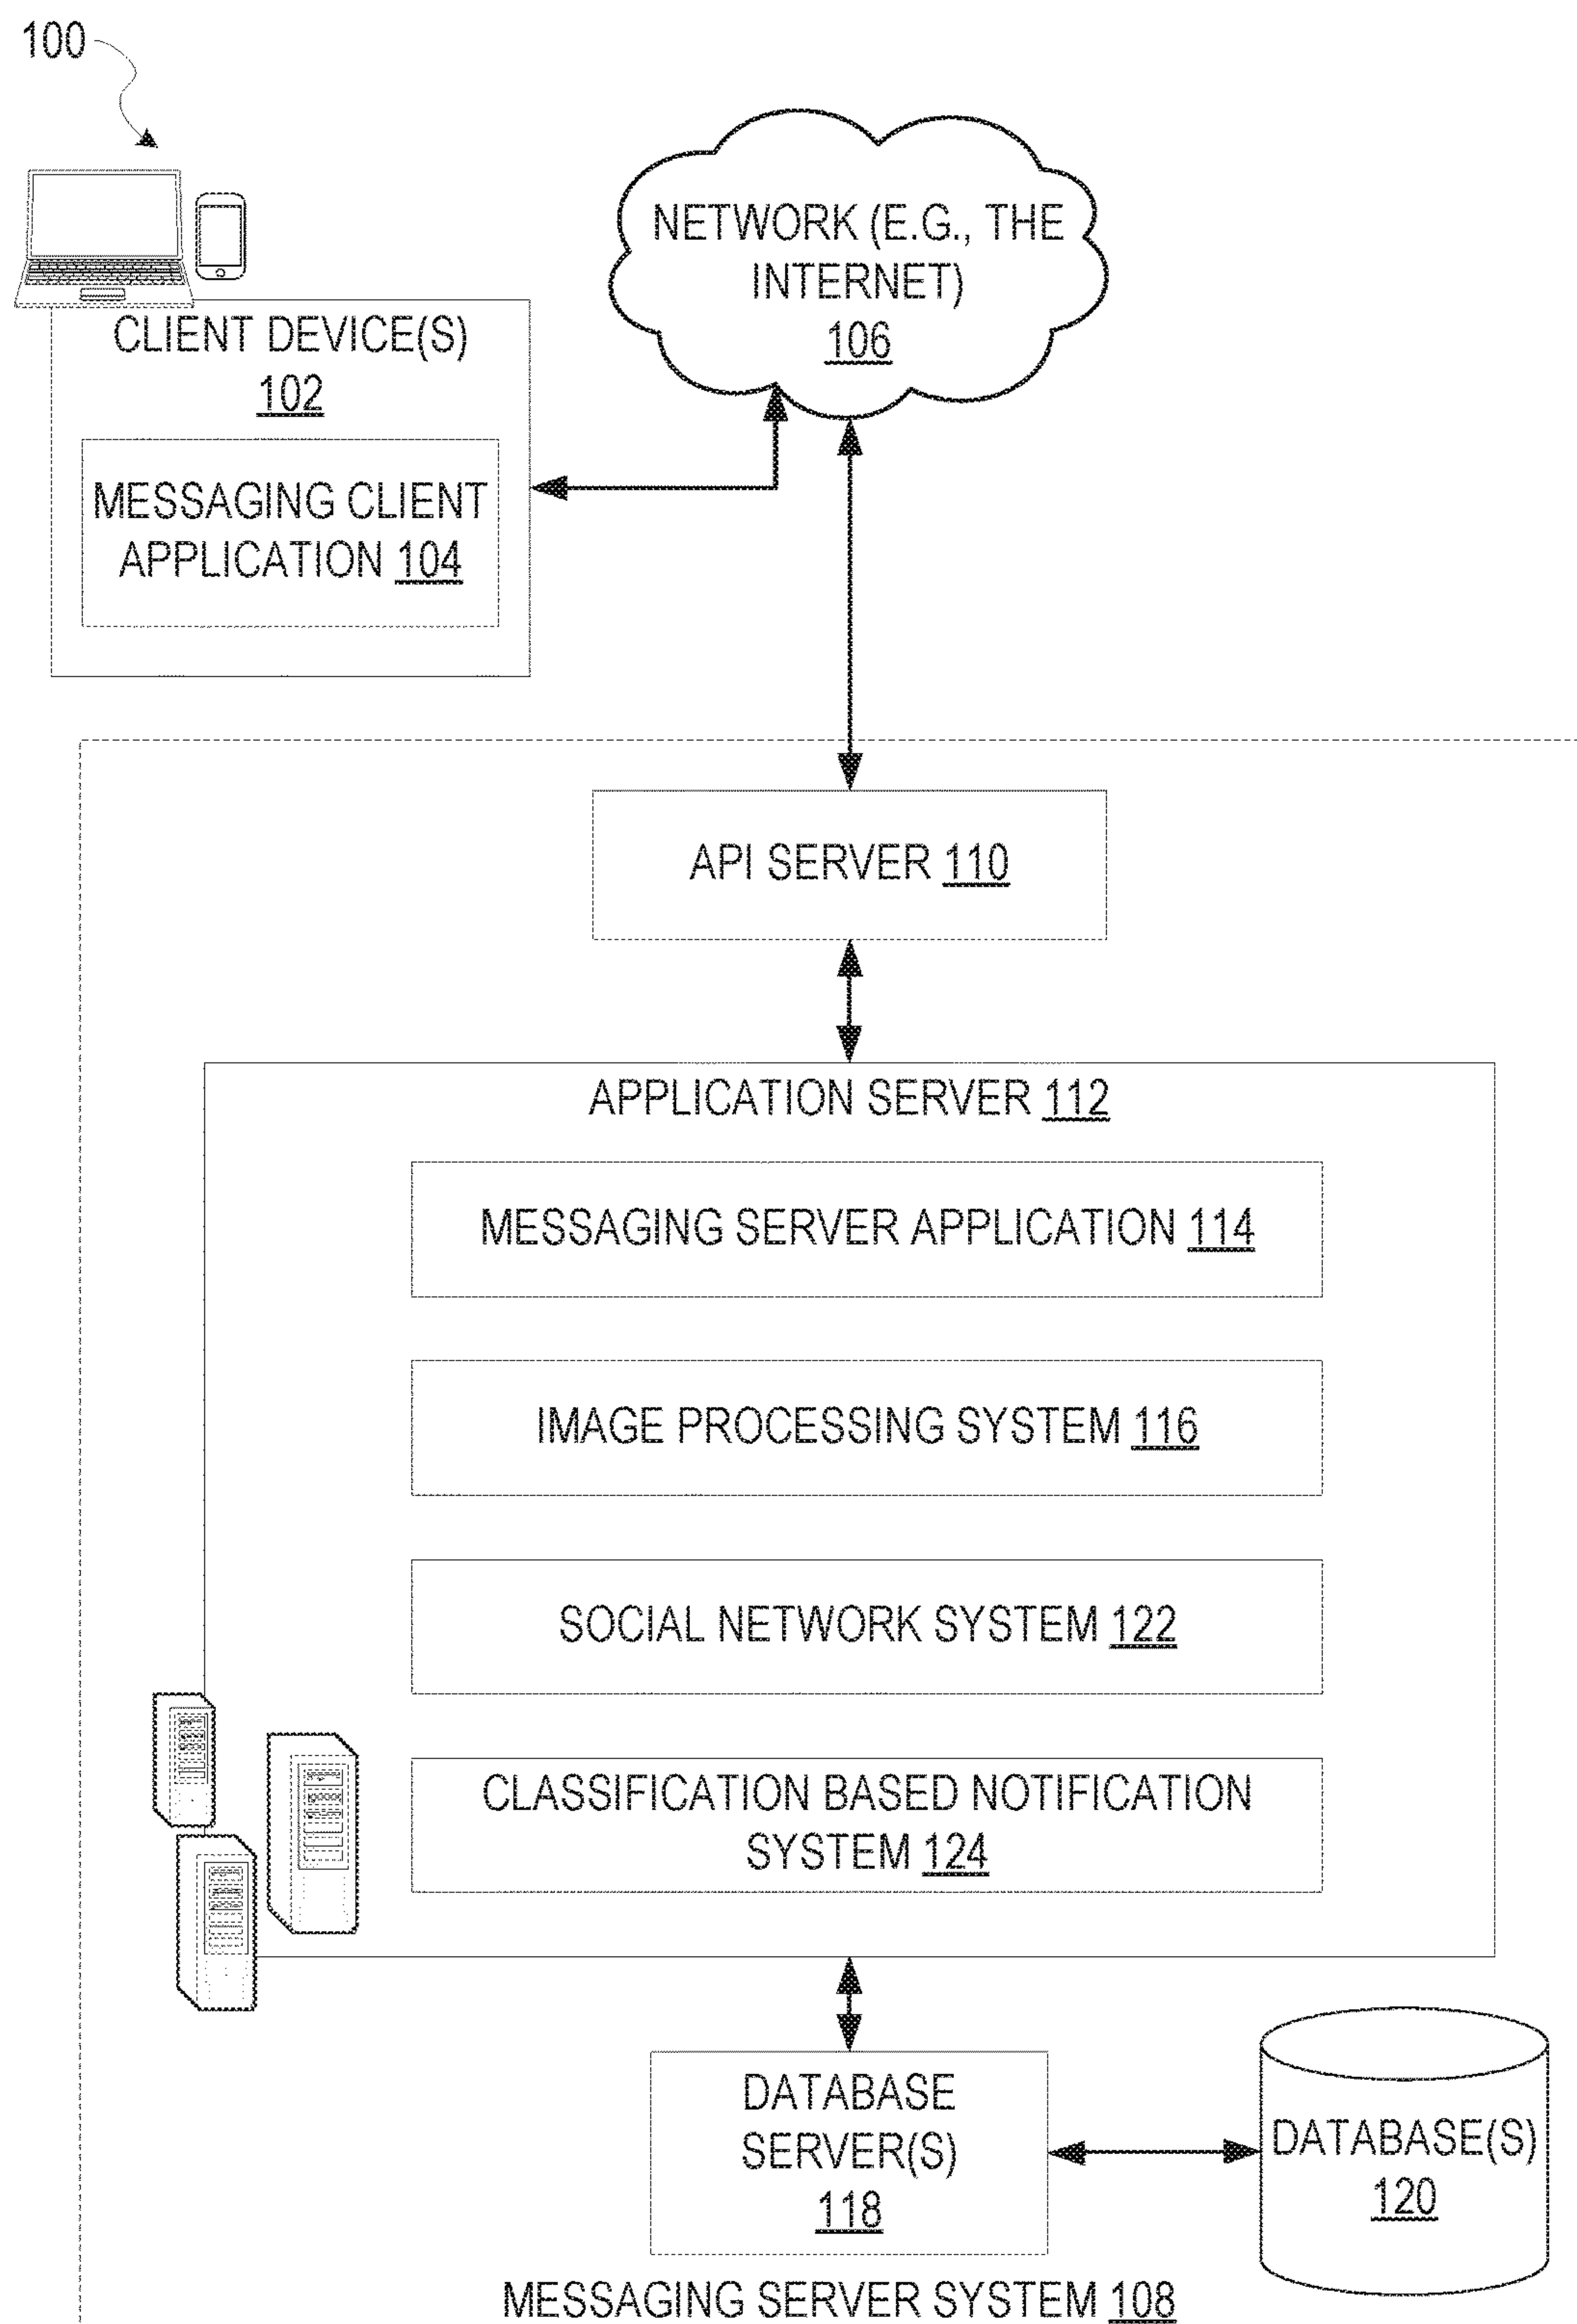 100
NETWORK (E.G., THE
INTERNET)
106
CLIENT DEVICE(S)
102
MESSAGING CLIENT
APPLICATION 104
API SERVER 110
APPLICATION SERVER 112
MESSAGING SERVER APPLICATION 114
IMAGE PROCESSING SYSTEM 116
SOCIAL NETWORK SYSTEM 122
CLASSIFICATION BASED NOTIFICATION
SYSTEM 124
DATABASE
SERVER(S)
118
DATABASE(S)
120
MESSAGING SERVER SYSTEM 108